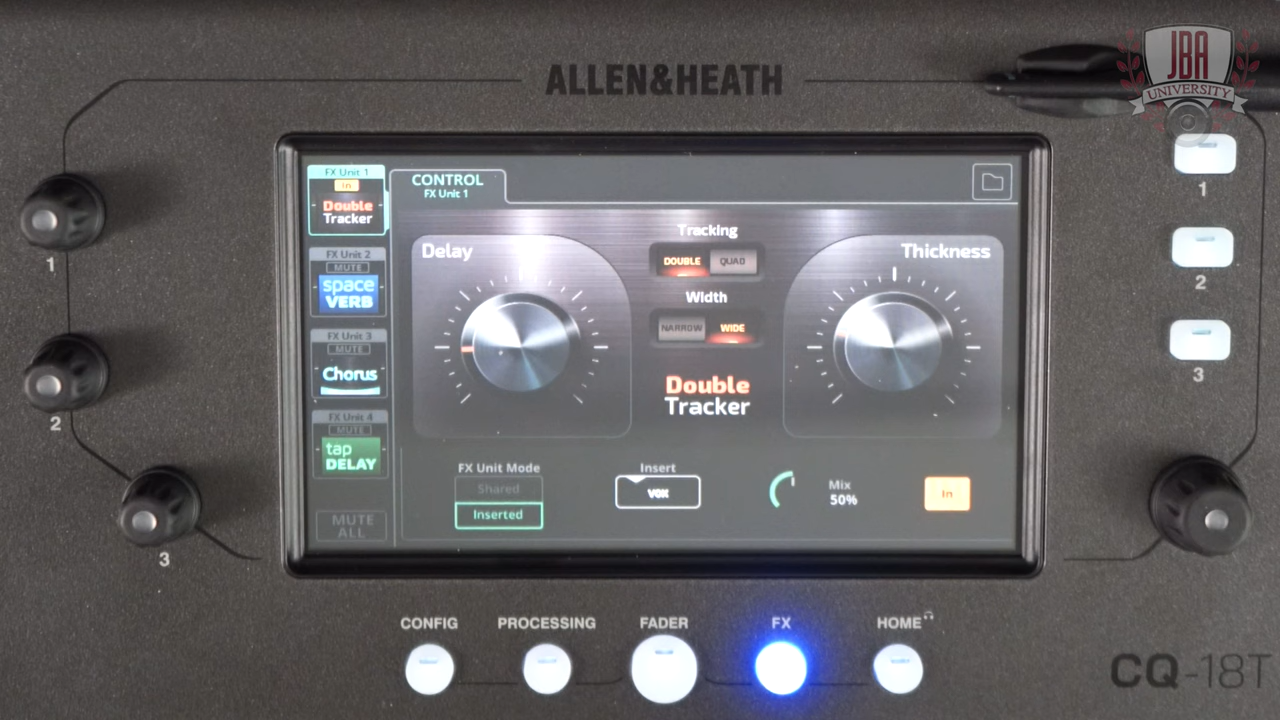 ALLEN&HEATH
JBA
UNIVERSITY
FX Unit 1
In
Double
Tracker
FX Unit 2
MUTE
space
VERB
FX Unit 3
MUTE
Chorus
FX Unit 4
MUTE
tap
DELAY
MUTE
ALL
CONTROL
FX Unit 1
Delay
Tracking
DOUBLE QUAD
Width
NARROW WIDE
Double
Tracker
Thickness
FX Unit Mode
Shared
Inserted
Insert
VOX
Mix
50%
In
1
2
3
1
2
3
CONFIG PROCESSING FADER FX HOME
CQ-18T